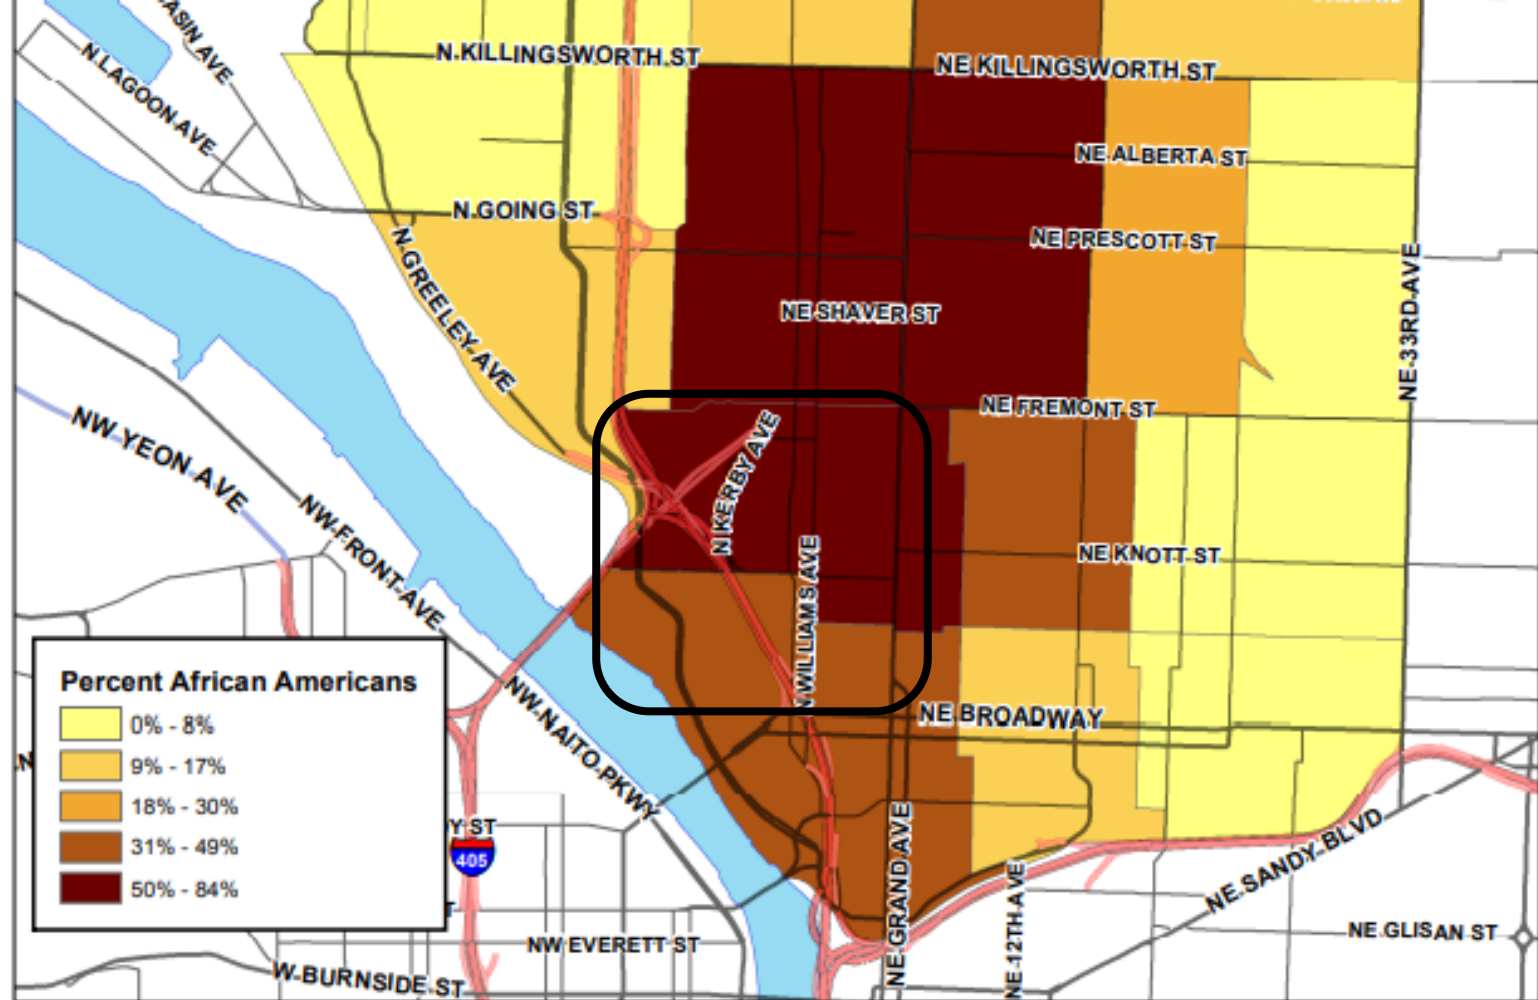 BASIN AVE
N LAGOON AVE
N KILLINGSWORTH ST
NE KILLINGSWORTH ST
NE ALBERTA ST
N GOING ST
NE PRESCOTT ST
N GREELEY AVE
NE SHAVER ST
NE 33RD AVE
NE FREMONT ST
NW YEON AVE
N KERBY AVE
NW FRONT AVE
NE KNOTT ST
N WILLIAMS AVE
Percent African Americans
0% - 8%
9% - 17%
18% - 30%
31% - 49%
50% - 84%
NW NAITO PKWY
NE BROADWAY
Y ST
405
NE GRAND AVE
NE 12TH AVE
NE SANDY BLVD
NE GLISAN ST
NW EVERETT ST
W BURNSIDE ST